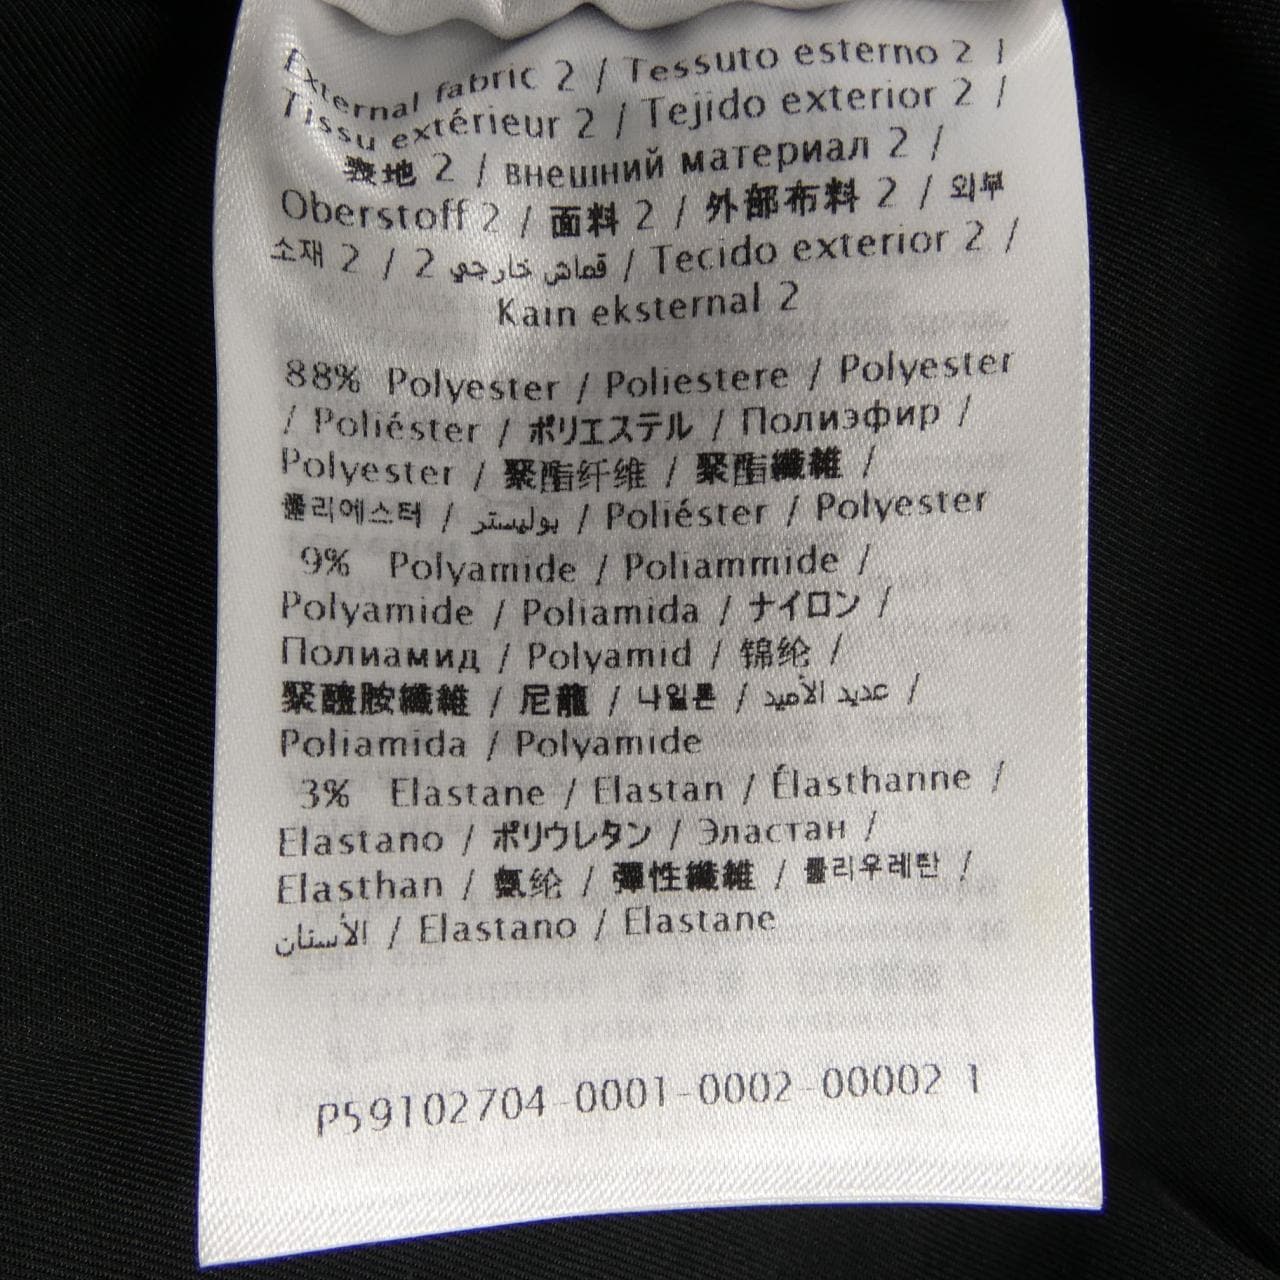 External fabric 2 / Tessuto esterno 2 /
Tissu extérieur 2 / Tejido exterior 2 /
表地 2 / внешний материал 2 /
Oberstoff 2 / 面料 2 / 外部布料 2 / 외부
소재 2 / 2 قماش خارجي / Tecido exterior 2 /
Kain eksternal 2
88% Polyester / Poliestere / Polyester
/ Poliéster / ポリエステル / Полиэфир /
Polyester / 聚酯纤维 / 聚酯纖維 /
폴리에스터 / بوليستر / Poliéster / Polyester
9% Polyamide / Poliammide /
Polyamide / Poliamida / ナイロン /
Полиамид / Polyamid / 锦纶 /
聚醯胺纖維 / 尼龍 / 나일론 / عديد الأميد /
Poliamida / Polyamide
3% Elastane / Elastan / Élasthanne /
Elastano / ポリウレタン / Эластан /
Elasthan / 氨纶 / 彈性纖維 / 폴리우레탄 /
الأستان / Elastano / Elastane
P59102704-0001-0002-00002 1